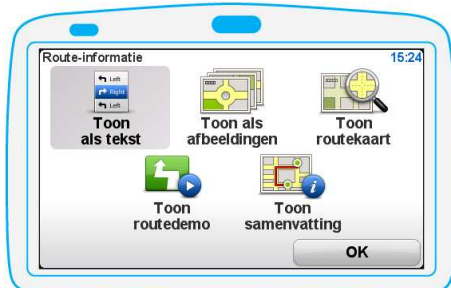 Route-informatie 15:24
Left
Right
Left
Toon
als tekst
Toon als
afbeeldingen
Toon
routekaart
Toon
routedemo
Toon
samenvatting
OK